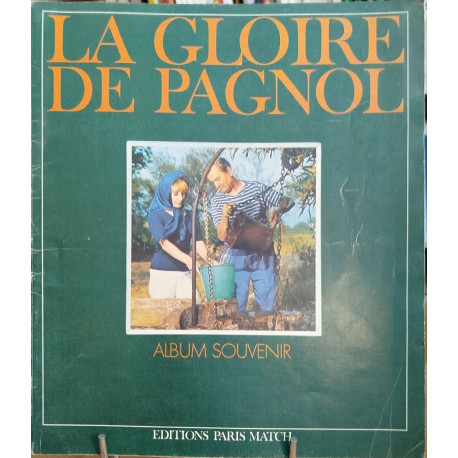 LA GLOIRE
DE PAGNOL
ALBUM SOUVENIR
EDITIONS PARIS MATCH